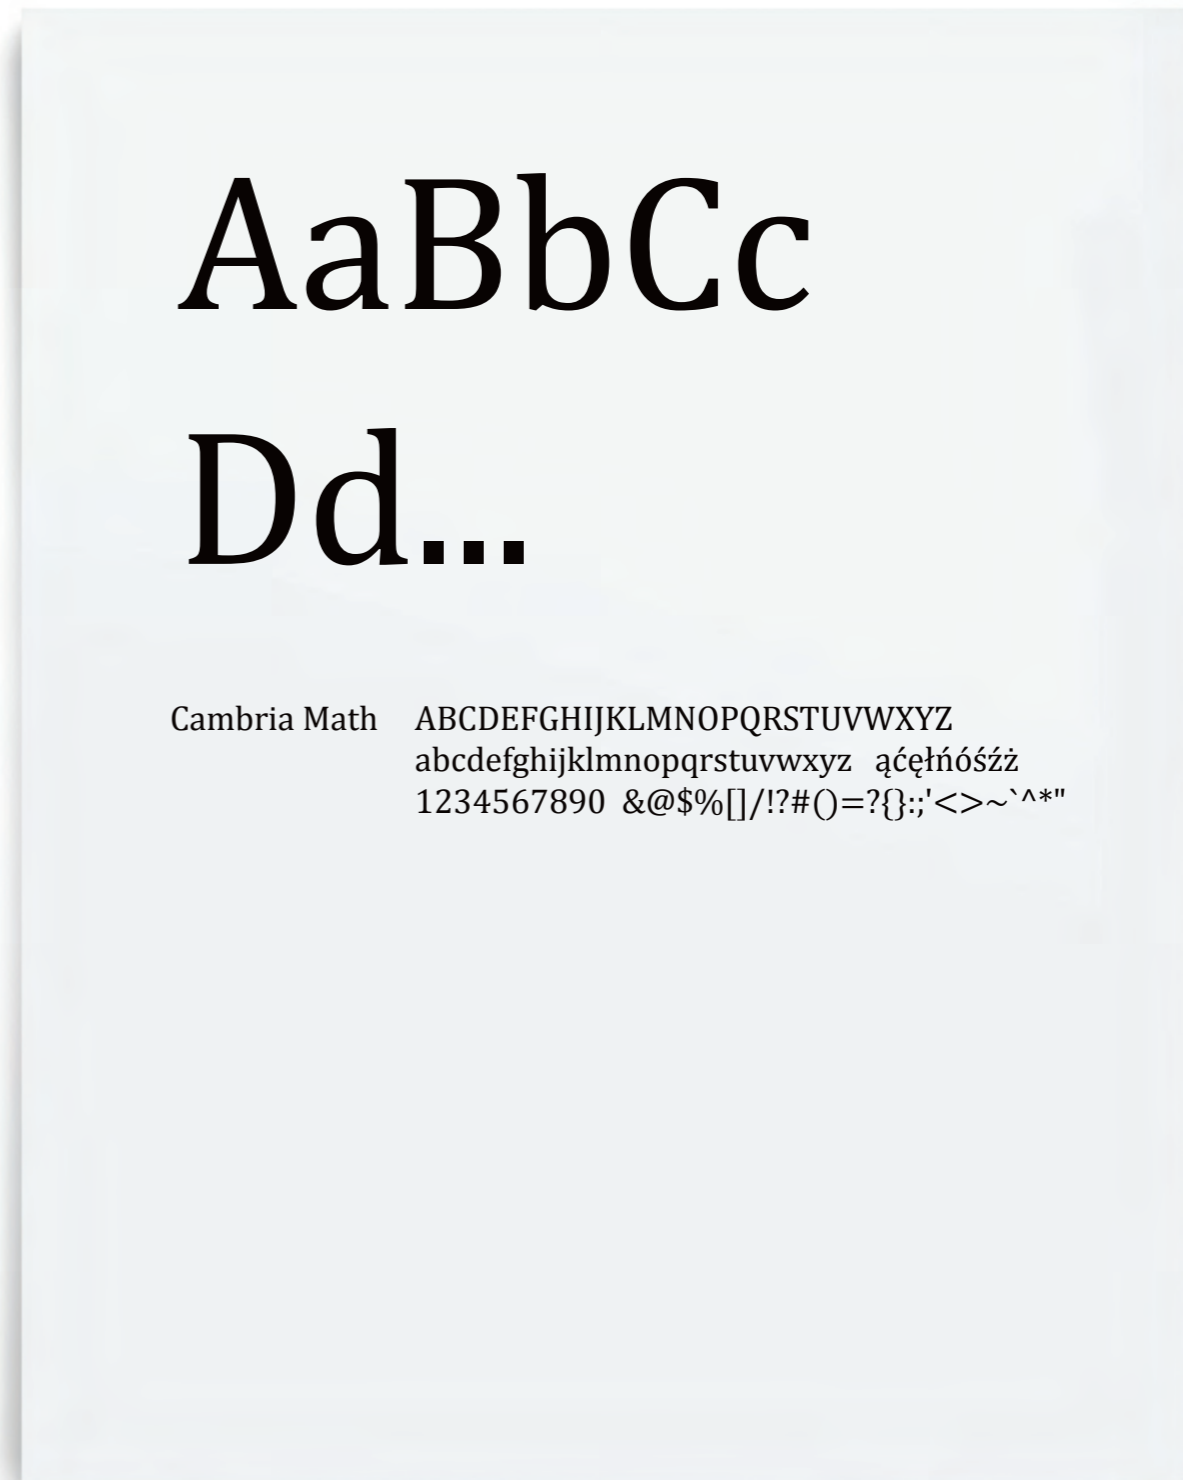 AaBbCc
Dd...
Cambria Math ABCDEFGHIJKLMNOPQRSTUVWXYZ
abcdefghijklmnopqrstuvwxyz ąćęłńóśźż
1234567890 &@$%[]/!?#()=?{}:;'<>~`^*"